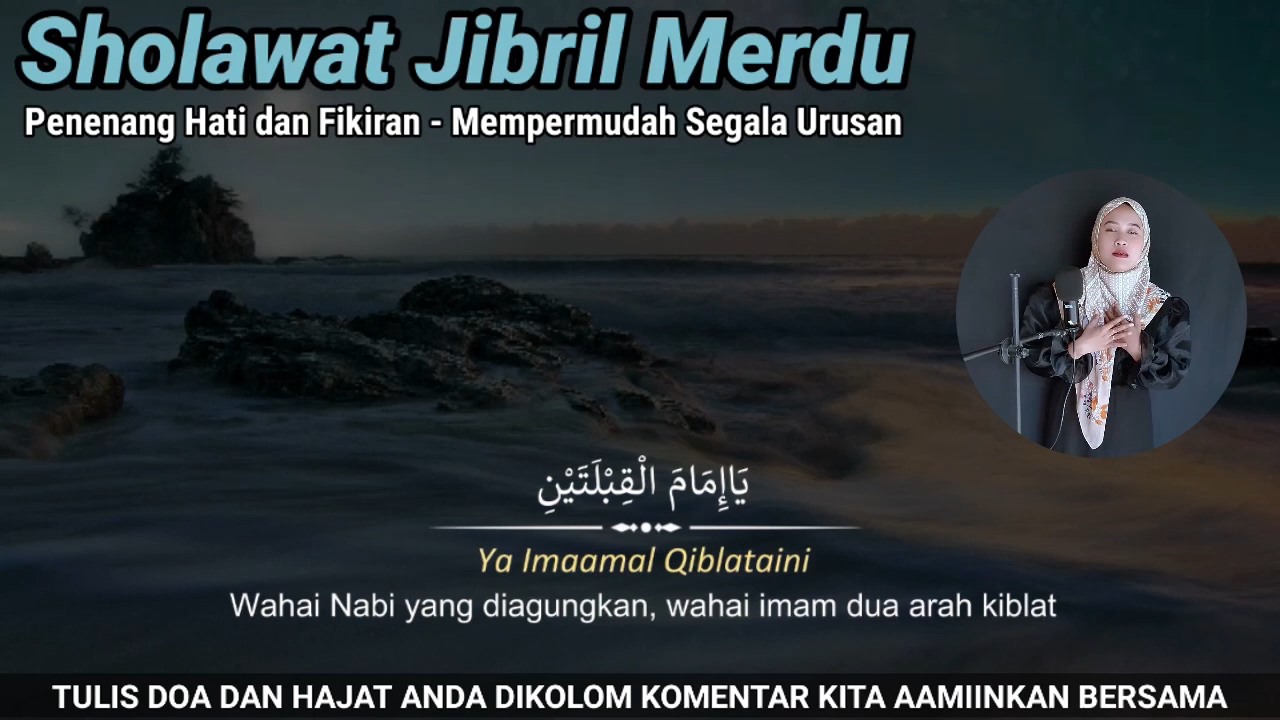 Sholawat Jibril Merdu
Penenang Hati dan Fikiran - Mempermudah Segala Urusan
يَاإِمَامَ الْقِبْلَتَيْنِ
Ya Imaamal Qiblataini
Wahai Nabi yang diagungkan, wahai imam dua arah kiblat
TULIS DOA DAN HAJAT ANDA DIKOLOM KOMENTAR KITA AAMIINKAN BERSAMA